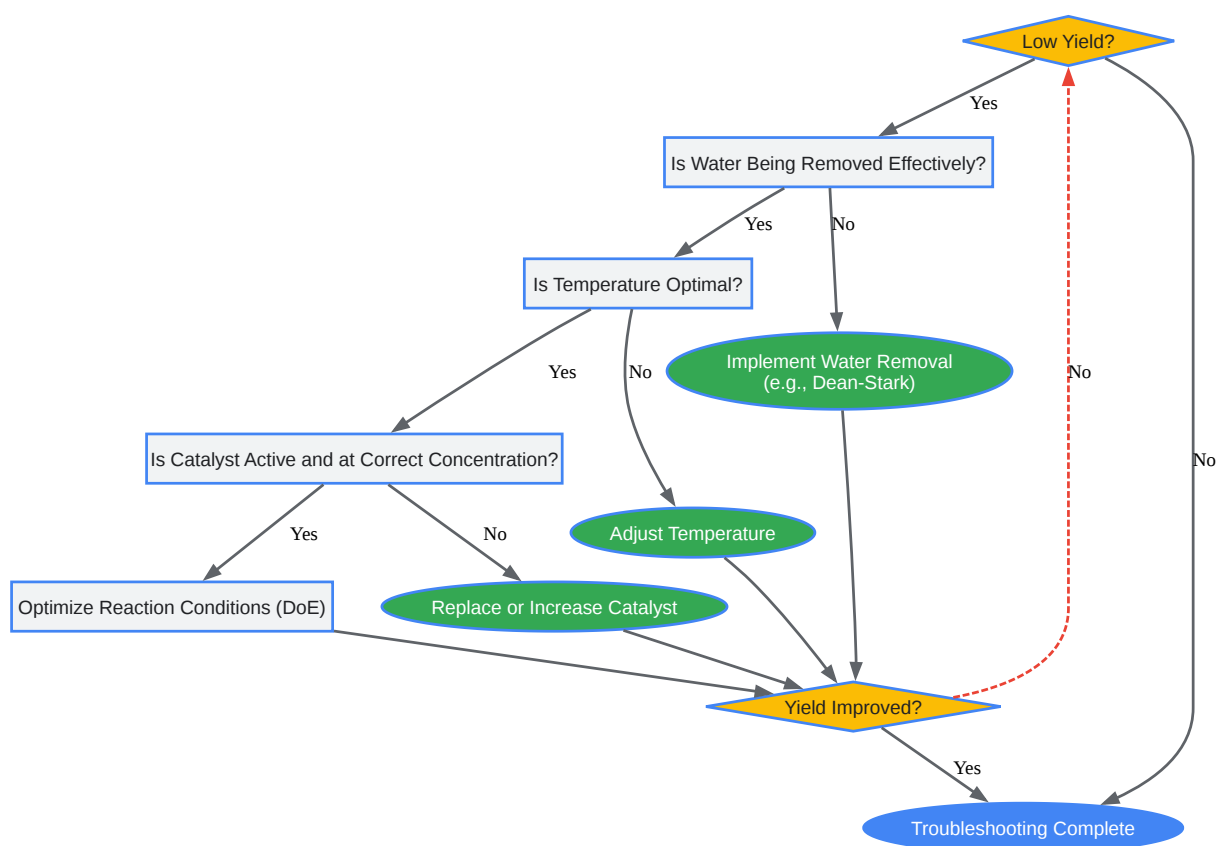 Low Yield?
Yes
Is Water Being Removed Effectively?
Yes
No
Is Temperature Optimal?
Implement Water Removal
(e.g., Dean-Stark)
Yes
No
No
Is Catalyst Active and at Correct Concentration?
No
Yes
No
Adjust Temperature
Optimize Reaction Conditions (DoE)
Replace or Increase Catalyst
Yield Improved?
Yes
Troubleshooting Complete